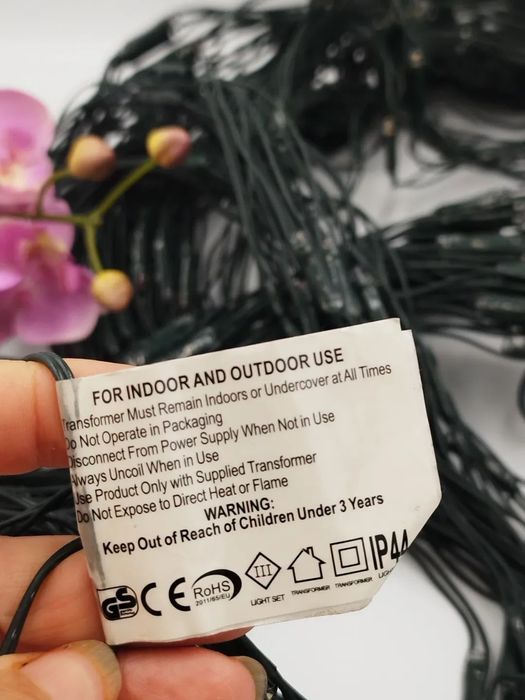 FOR INDOOR AND OUTDOOR USE
Transformer Must Remain Indoors or Undercover at All Times
Do Not Operate in Packaging
Disconnect From Power Supply When Not in Use
Always Uncoil When in Use
Use Product Only with Supplied Transformer
Do Not Expose to Direct Heat or Flame
WARNING:
Keep Out of Reach of Children Under 3 Years
GS CE RoHS 2011/65/EU III IP44
LIGHT SET TRANSFORMER TRANSFORMER